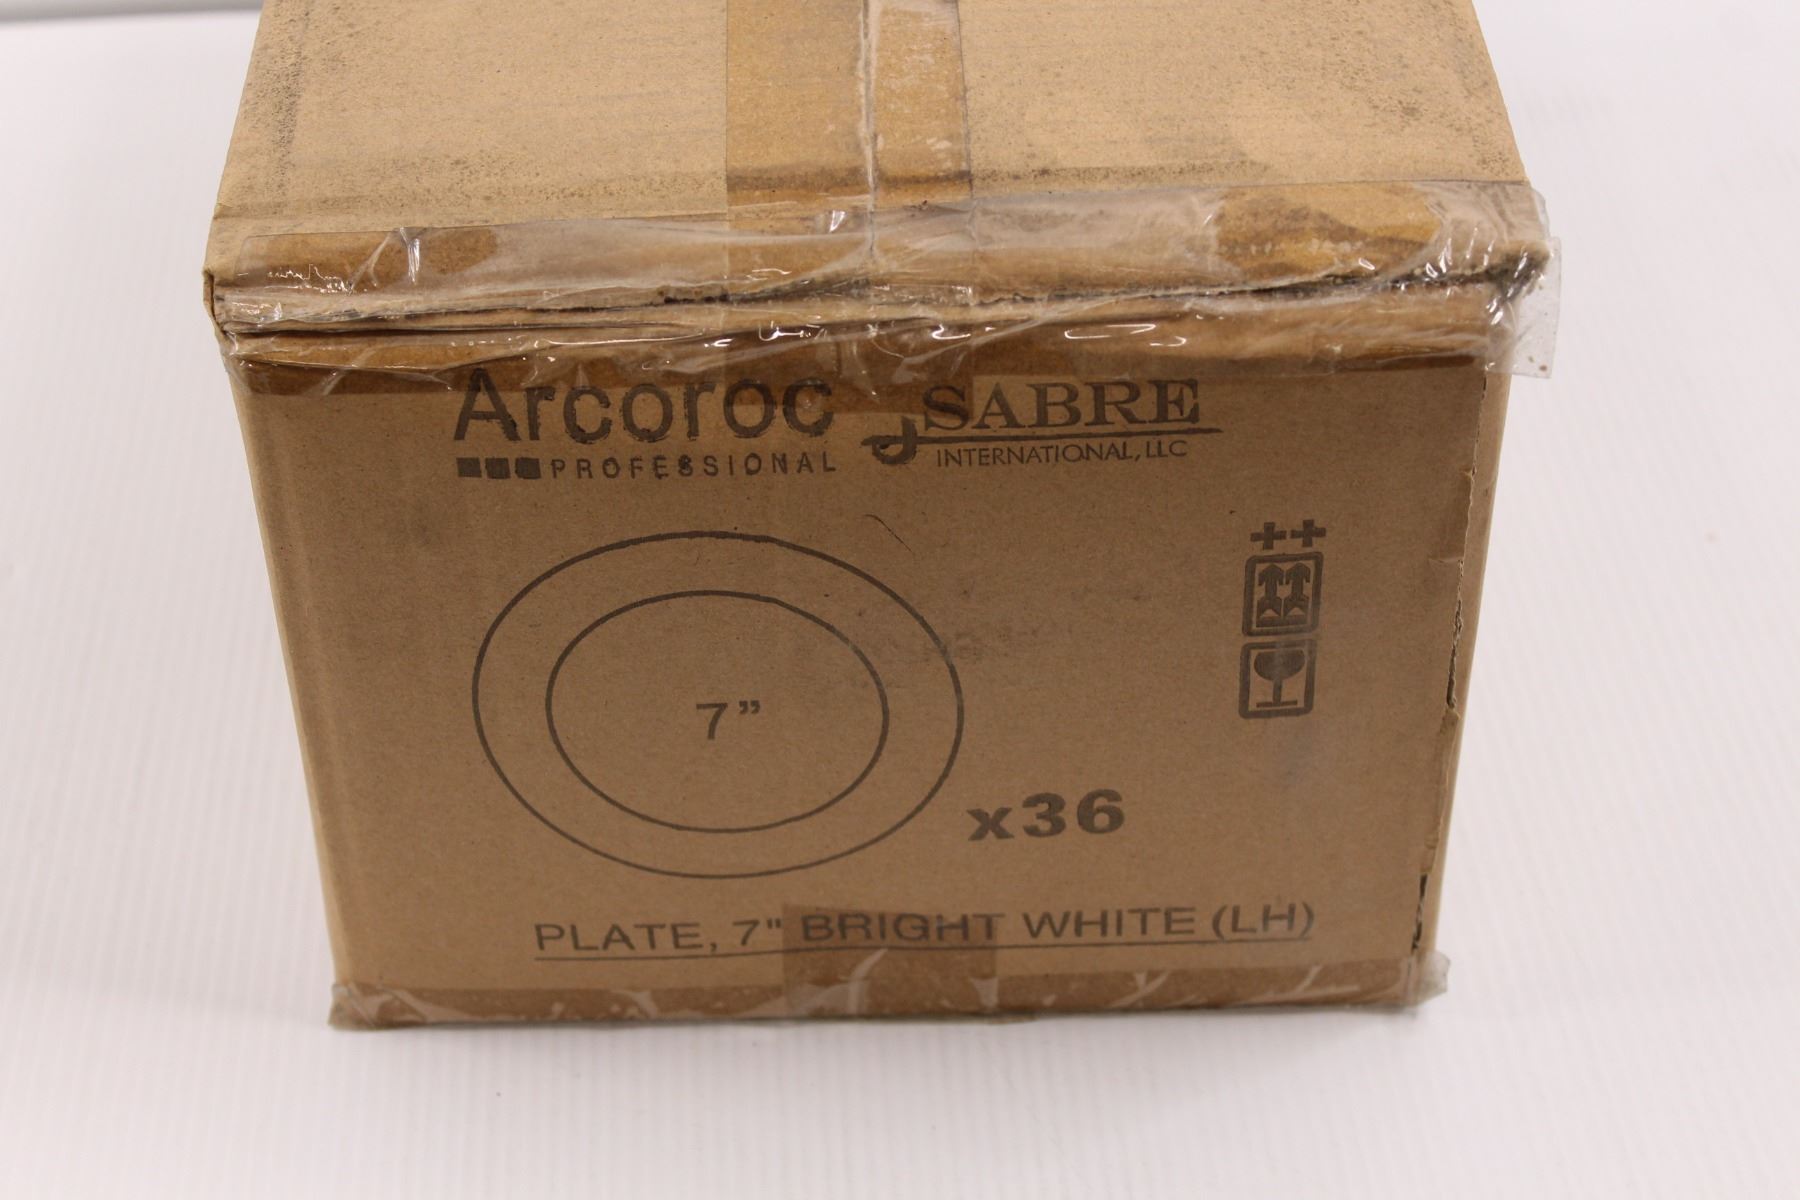 Arcoroc
PROFESSIONAL
SABRE
INTERNATIONAL, LLC
7”
x36
PLATE, 7" BRIGHT WHITE (LH)